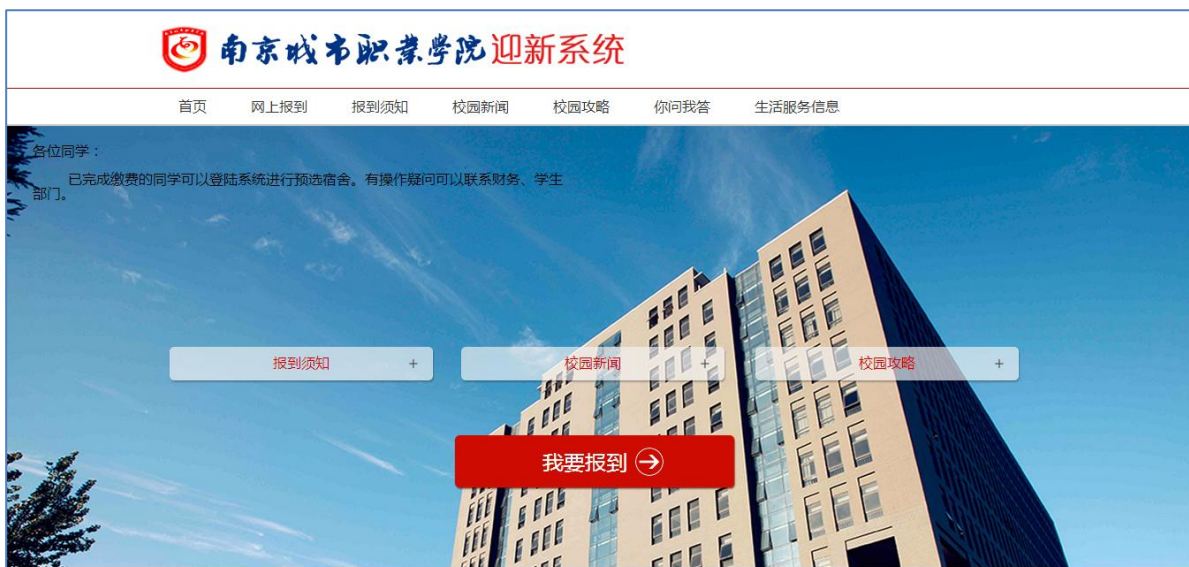 南京城市职业学院迎新系统
首页 网上报到 报到须知 校园新闻 校园攻略 你问我答 生活服务信息
各位同学：
已完成缴费的同学可以登陆系统进行预选宿舍。有操作疑问可以联系财务、学生
部门。
报到须知 + 校园新闻 + 校园攻略 +
我要报到